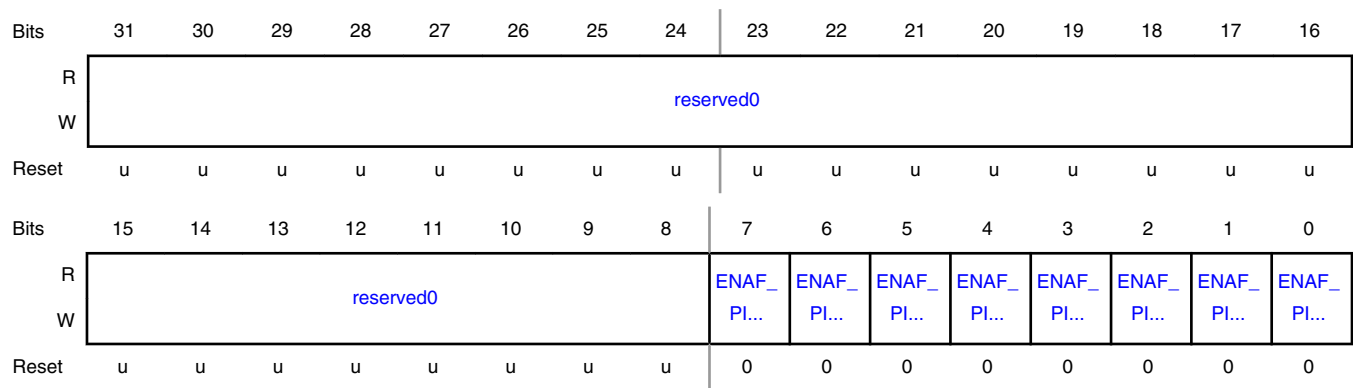 Bits 31 30 29 28 27 26 25 24 23 22 21 20 19 18 17 16
R
reserved0
W
Reset u u u u u u u u u u u u u u u u
Bits 15 14 13 12 11 10 9 8 7 6 5 4 3 2 1 0
R ENAF_ ENAF_ ENAF_ ENAF_ ENAF_ ENAF_ ENAF_ ENAF_
reserved0
W PI... PI... PI... PI... PI... PI... PI... PI...
Reset u u u u u u u u 0 0 0 0 0 0 0 0